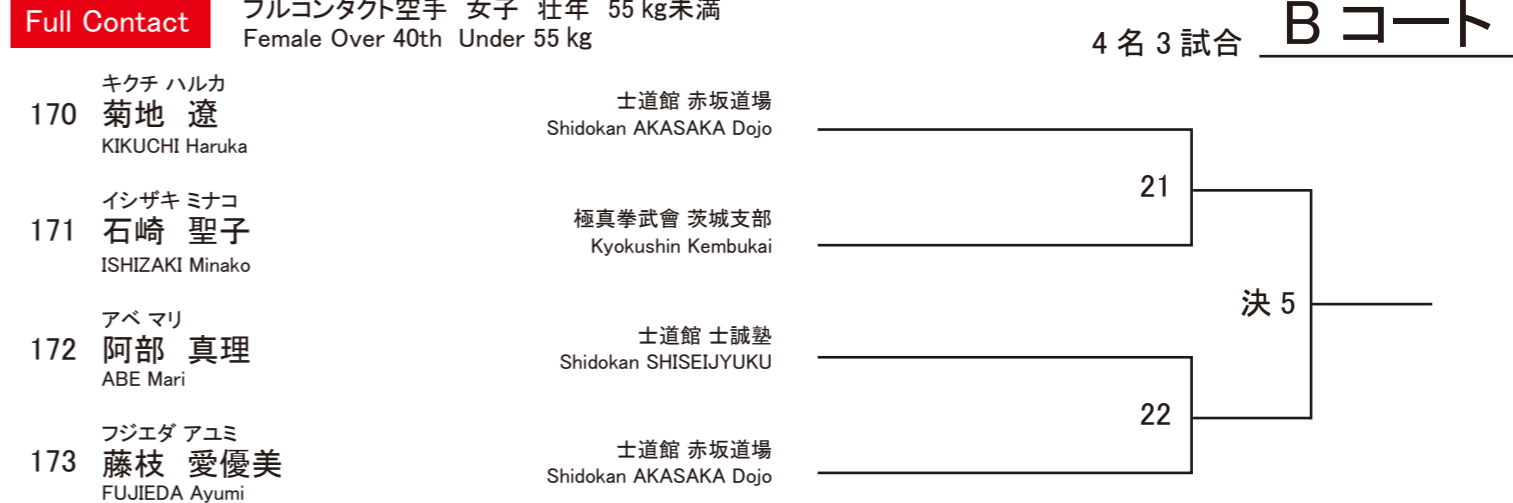 Full Contact
フルコンタクト空手 女子 壮年 55 kg未満
Female Over 40th Under 55 kg
4 名 3 試合
B コート
キクチ ハルカ
170 菊地 遼 士道館 赤坂道場
KIKUCHI Haruka Shidokan AKASAKA Dojo
21
イシザキ ミナコ
171 石崎 聖子 極真拳武會 茨城支部
ISHIZAKI Minako Kyokushin Kembukai
決 5
アベ マリ
172 阿部 真理 士道館 士誠塾
ABE Mari Shidokan SHISEIJYUKU
22
フジエダ アユミ
173 藤枝 愛優美 士道館 赤坂道場
FUJIEDA Ayumi Shidokan AKASAKA Dojo